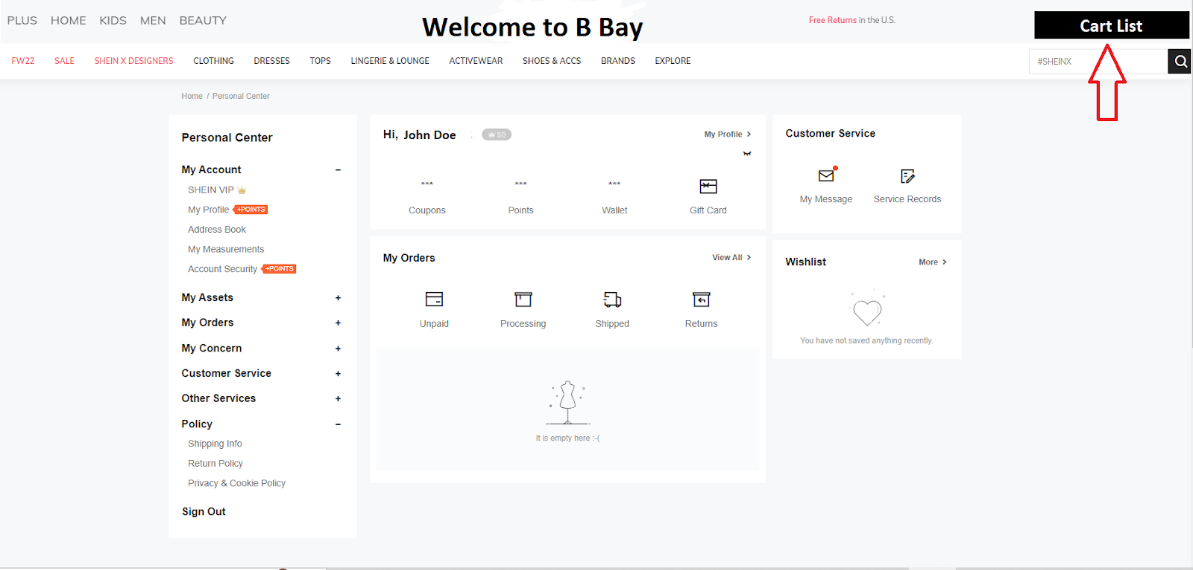 PLUS HOME KIDS MEN BEAUTY
Welcome to B Bay
Free Returns in the U.S.
Cart List
FW22 SALE SHEIN X DESIGNERS CLOTHING DRESSES TOPS LINGERIE & LOUNGE ACTIVEWEAR SHOES & ACCS BRANDS EXPLORE
#SHEINX
Home / Personal Center
Personal Center
My Account −
SHEIN VIP
My Profile +POINTS
Address Book
My Measurements
Account Security +POINTS
My Assets +
My Orders +
My Concern +
Customer Service +
Other Services +
Policy −
Shipping Info
Return Policy
Privacy & Cookie Policy
Sign Out
Hi, John Doe
My Profile >
*** *** ***
Coupons Points Wallet Gift Card
My Orders View All >
Unpaid Processing Shipped Returns
It is empty here :-(
Customer Service
My Message Service Records
Wishlist More >
You have not saved anything recently.